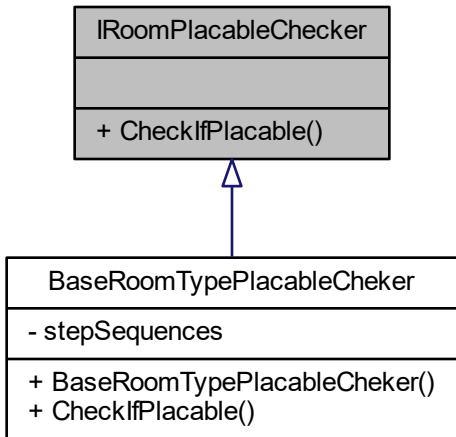 IRoomPlacableChecker
+ CheckIfPlacable()
BaseRoomTypePlacableCheker
- stepSequences
+ BaseRoomTypePlacableCheker()
+ CheckIfPlacable()